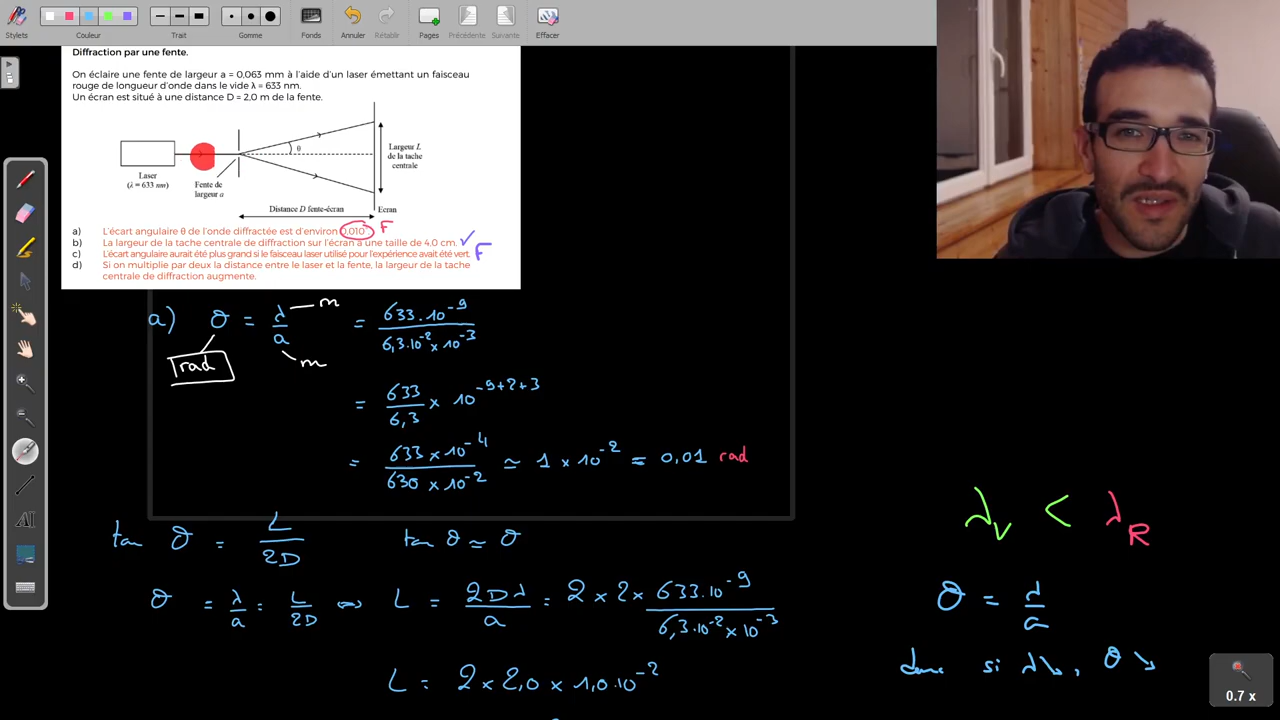 Stylets
Couleur
Trait
Gomme
Fonds
Annuler
Rétablir
Pages
Précédente
Suivante
Effacer
Diffraction par une fente.
On éclaire une fente de largeur a = 0,063 mm à l'aide d'un laser émettant un faisceau
rouge de longueur d'onde dans le vide λ = 633 nm.
Un écran est situé à une distance D = 2,0 m de la fente.
θ
Laser
(λ = 633 nm)
Fente de
largeur a
Largeur L
de la tache
centrale
Distance D fente-écran
Ecran
a) L'écart angulaire θ de l'onde diffractée est d'environ 0,010°. F
b) La largeur de la tache centrale de diffraction sur l'écran a une taille de 4,0 cm. ✓
c) L'écart angulaire aurait été plus grand si le faisceau laser utilisé pour l'expérience avait été vert. F
d) Si on multiplie par deux la distance entre le laser et la fente, la largeur de la tache
centrale de diffraction augmente.
a) θ = λ/a = 633.10^-9 / 6,3.10^-2 × 10^-3
m
m
rad
= 633/6,3 × 10^-9+2+3
= 633 × 10^-4 / 630 × 10^-2 ≃ 1 × 10^-2 = 0,01 rad
tan θ = L/2D tan θ ≃ θ
θ = λ/a = L/2D ⇔ L = 2Dλ/a = 2 × 2 × 633.10^-9 / 6,3.10^-2 × 10^-3
L = 2 × 2,0 × 1,0.10^-2
λV < λR
θ = λ/a
donc si λ↘, θ↘
AI
0.7 x